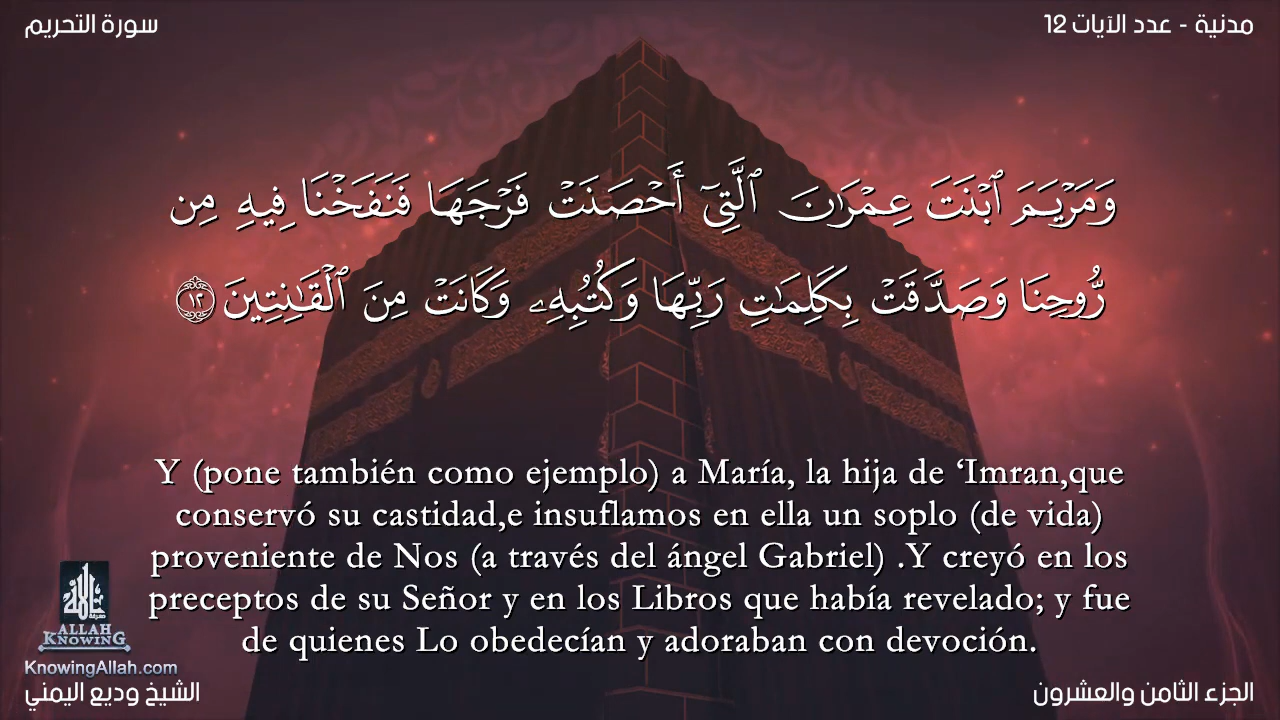 مدنية - عدد الآيات 12
سورة التحريم
وَمَرْيَمَ ٱبْنَتَ عِمْرَٰنَ ٱلَّتِىٓ أَحْصَنَتْ فَرْجَهَا فَنَفَخْنَا فِيهِ مِن
رُّوحِنَا وَصَدَّقَتْ بِكَلِمَٰتِ رَبِّهَا وَكُتُبِهِۦ وَكَانَتْ مِنَ ٱلْقَٰنِتِينَ ١٢
Y (pone también como ejemplo) a María, la hija de ‘Imran,que
conservó su castidad,e insuflamos en ella un soplo (de vida)
proveniente de Nos (a través del ángel Gabriel) .Y creyó en los
preceptos de su Señor y en los Libros que había revelado; y fue
de quienes Lo obedecían y adoraban con devoción.
ALLAH
KNOWING
KnowingAllah.com
الجزء الثامن والعشرون
الشيخ وديع اليمني